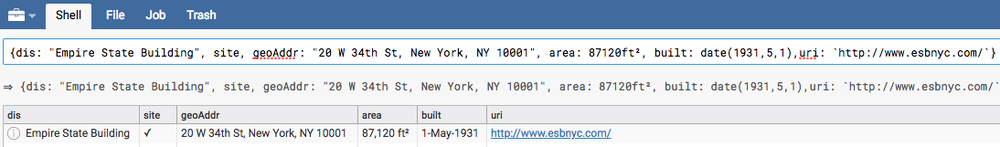 Shell File Job Trash
{dis: "Empire State Building", site, geoAddr: "20 W 34th St, New York, NY 10001", area: 87120ft², built: date(1931,5,1),uri: `http://www.esbnyc.com/`}
⇒ {dis: "Empire State Building", site, geoAddr: "20 W 34th St, New York, NY 10001", area: 87120ft², built: date(1931,5,1),uri: `http://www.esbnyc.com/`
dis site geoAddr area built uri
Empire State Building ✓ 20 W 34th St, New York, NY 10001 87,120 ft² 1-May-1931 http://www.esbnyc.com/